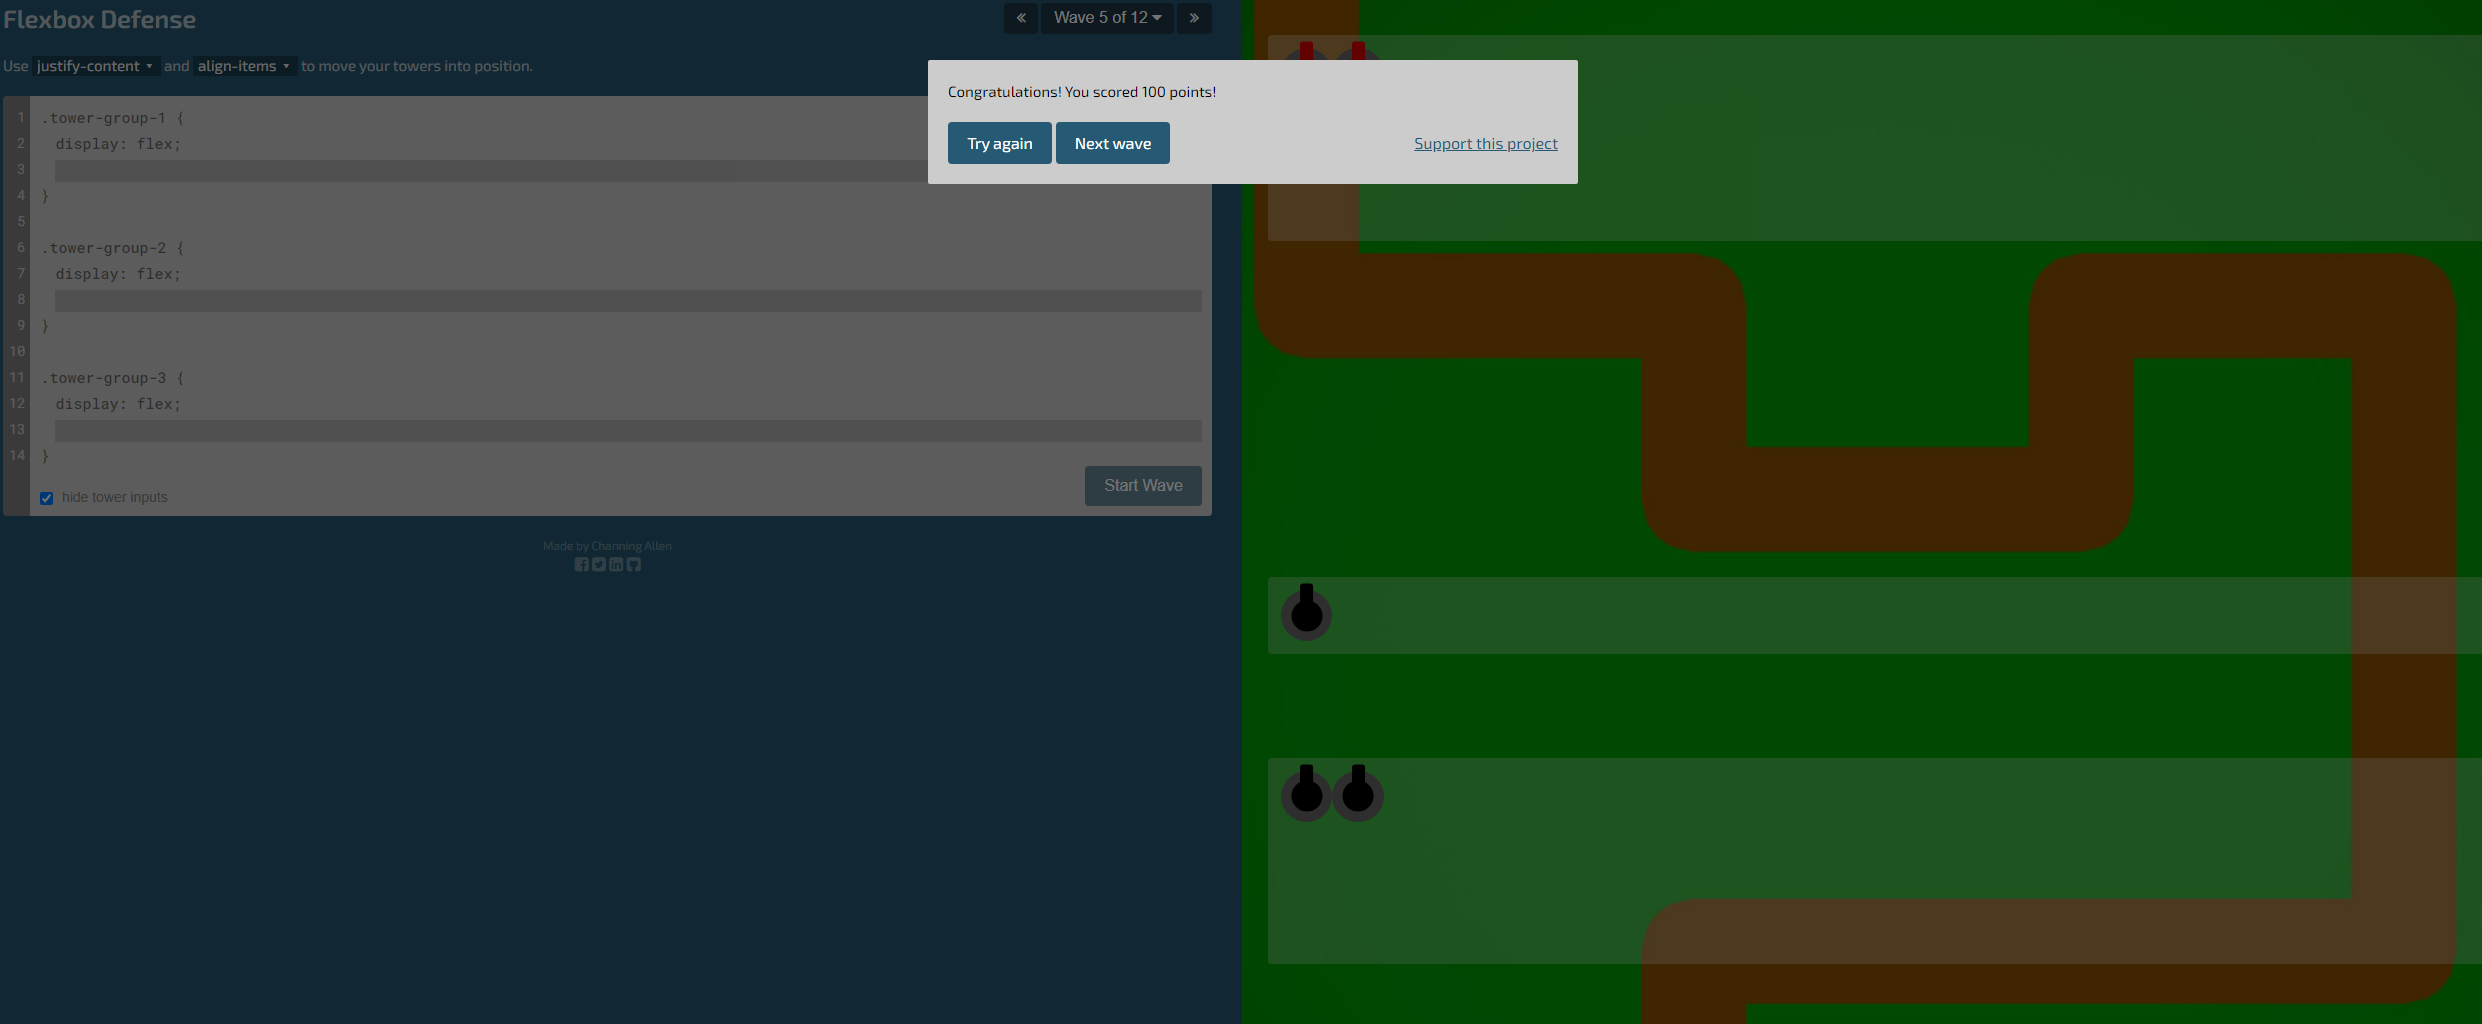 Flexbox Defense
« Wave 5 of 12 »
Use justify-content and align-items to move your towers into position.
Congratulations! You scored 100 points!
Try again Next wave Support this project
1 .tower-group-1 {
2 display: flex;
3
4 }
5
6 .tower-group-2 {
7 display: flex;
8
9 }
10
11 .tower-group-3 {
12 display: flex;
13
14 }
hide tower inputs
Start Wave
Made by Channing Allen